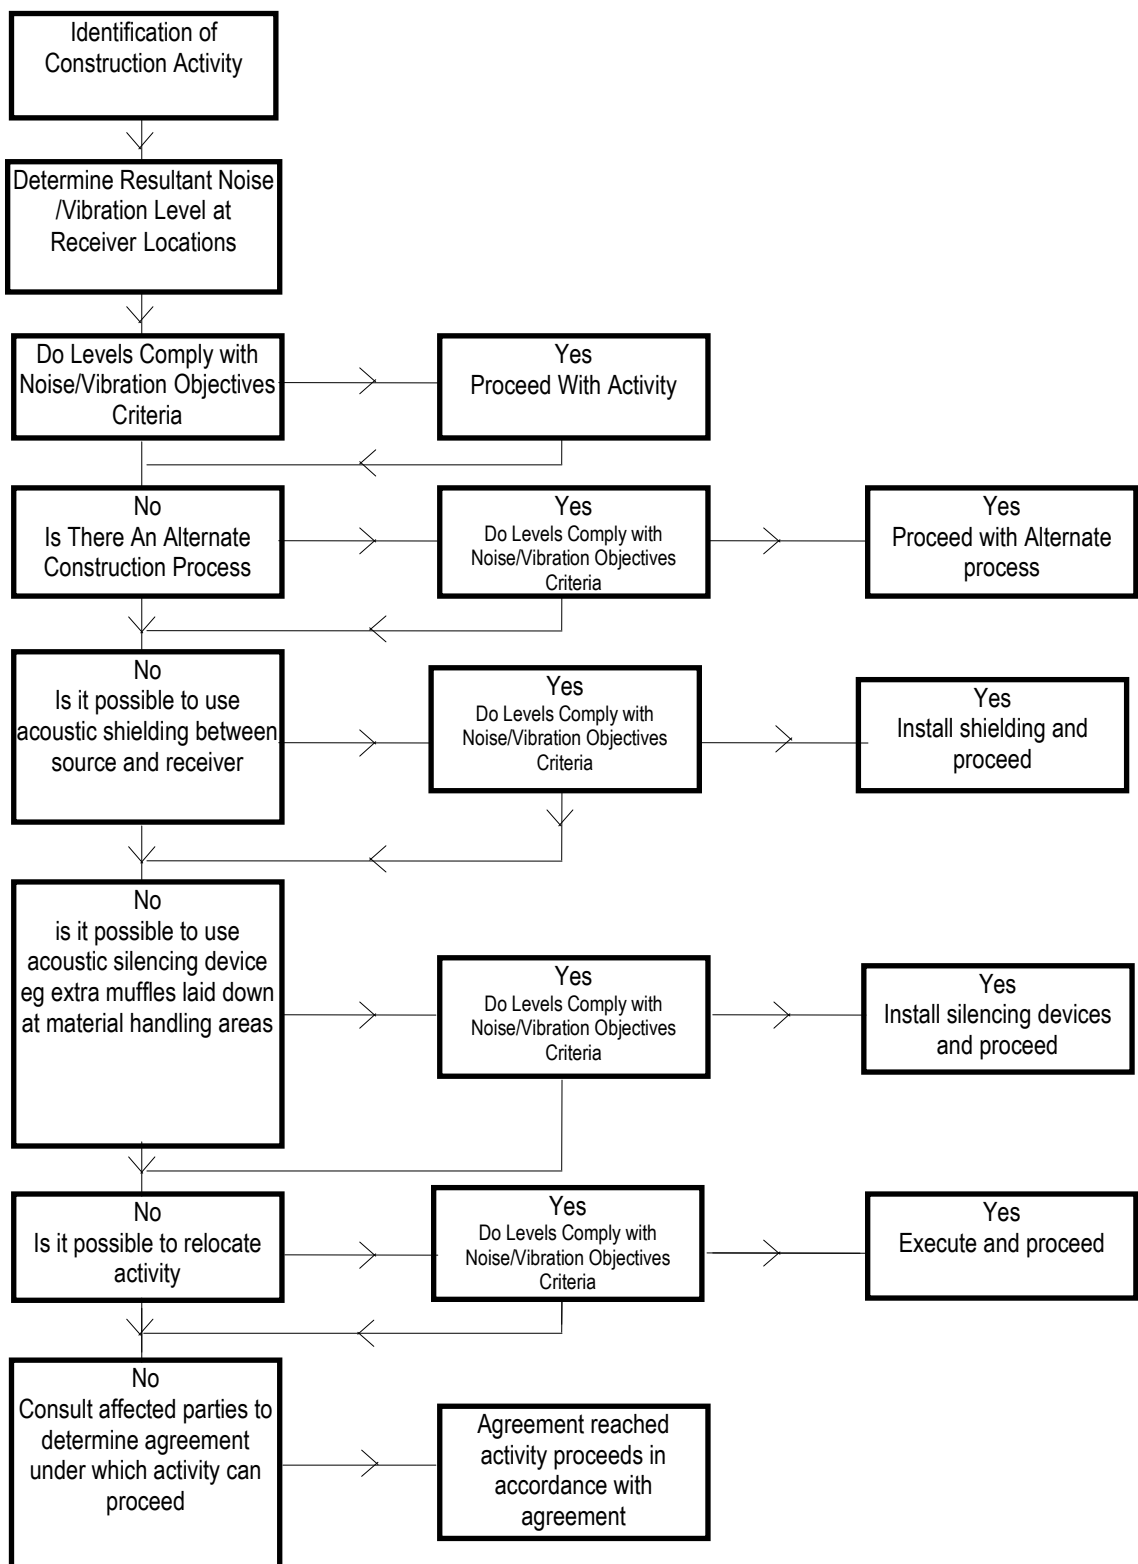 Identification of
Construction Activity
Determine Resultant Noise
/Vibration Level at
Receiver Locations
Do Levels Comply with
Noise/Vibration Objectives
Criteria
Yes
Proceed With Activity
No
Is There An Alternate
Construction Process
Yes
Do Levels Comply with
Noise/Vibration Objectives
Criteria
Yes
Proceed with Alternate
process
No
Is it possible to use
acoustic shielding between
source and receiver
Yes
Do Levels Comply with
Noise/Vibration Objectives
Criteria
Yes
Install shielding and
proceed
No
is it possible to use
acoustic silencing device
eg extra muffles laid down
at material handling areas
Yes
Do Levels Comply with
Noise/Vibration Objectives
Criteria
Yes
Install silencing devices
and proceed
No
Is it possible to relocate
activity
Yes
Do Levels Comply with
Noise/Vibration Objectives
Criteria
Yes
Execute and proceed
No
Consult affected parties to
determine agreement
under which activity can
proceed
Agreement reached
activity proceeds in
accordance with
agreement